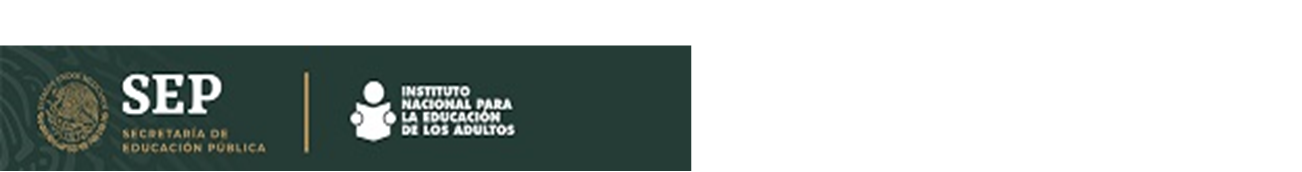 SEP
SECRETARÍA DE
EDUCACIÓN PÚBLICA
INSTITUTO
NACIONAL PARA
LA EDUCACIÓN
DE LOS ADULTOS